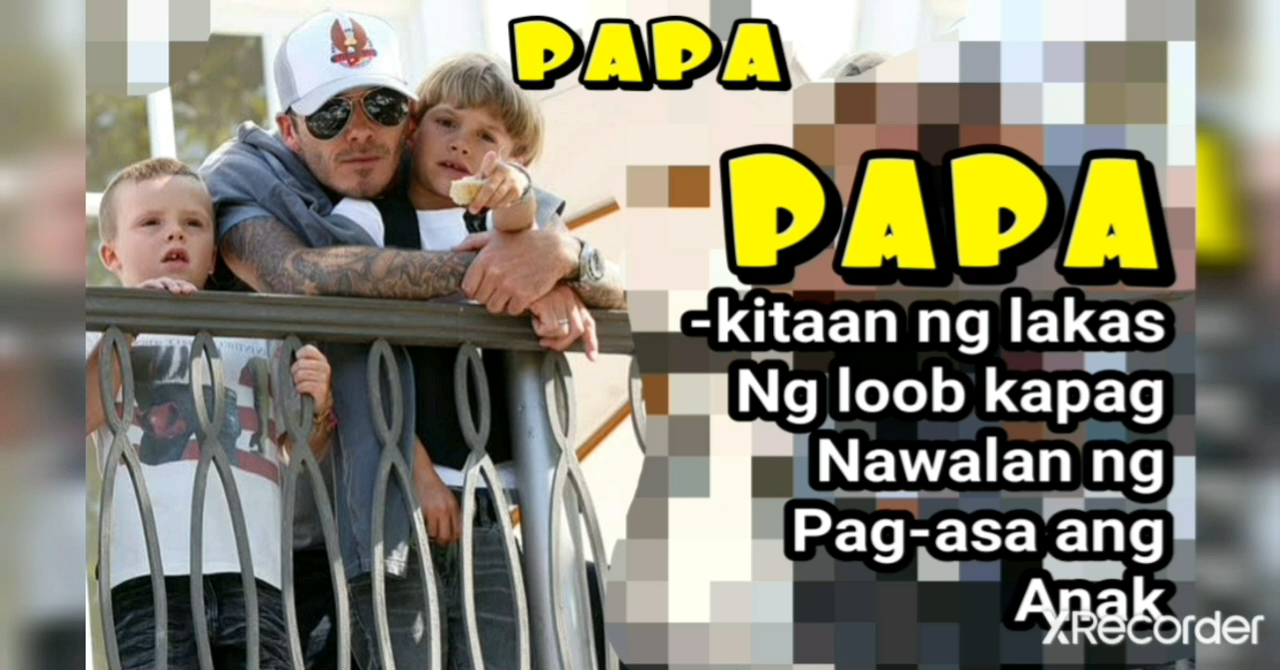 PAPA
PAPA
-kitaan ng lakas
Ng loob kapag
Nawalan ng
Pag-asa ang
Anak
XRecorder